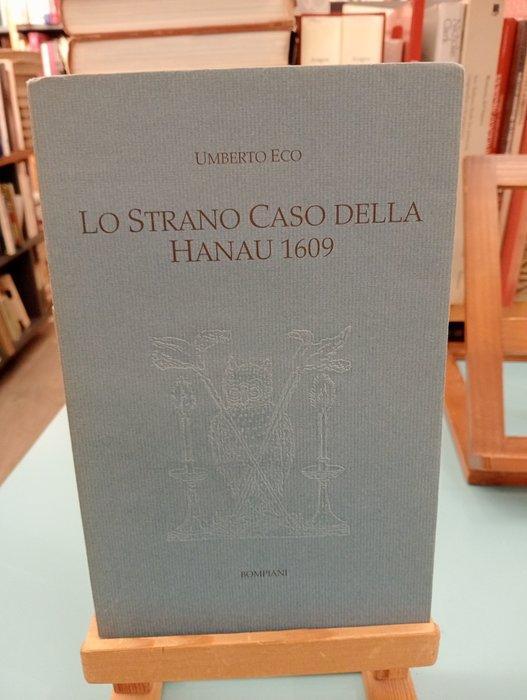 UMBERTO ECO
LO STRANO CASO DELLA
HANAU 1609
BOMPIANI